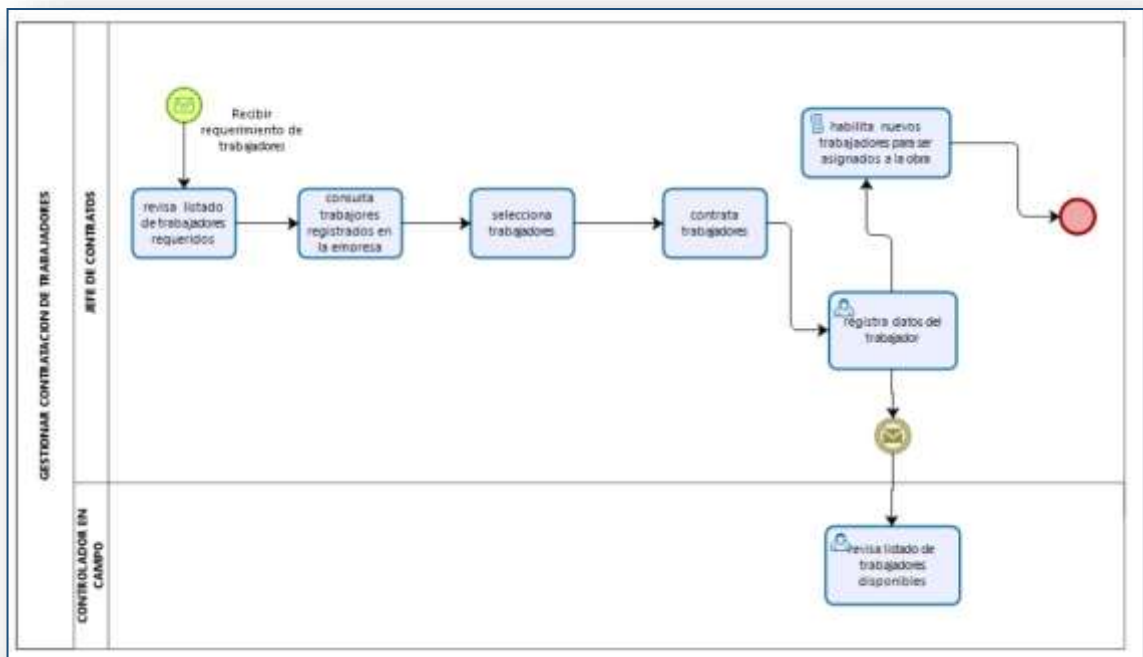 GESTIONAR CONTRATACION DE TRABAJADORES
JEFE DE CONTRATOS
Recibir
requerimiento de
trabajadores
revisa listado
de trabajadores
requeridos
consulta
trabajores
registrados en
la empresa
selecciona
trabajadores
contrata
trabajadores
habilita nuevos
trabajadores para ser
asignados a la obra
registra datos del
trabajador
CONTROLADOR EN
CAMPO
revisa listado de
trabajadores
disponibles